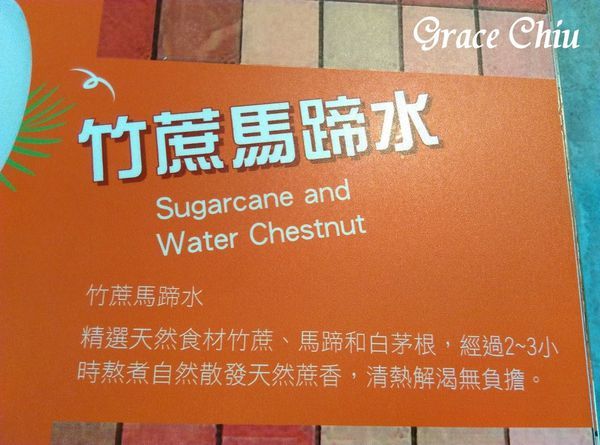 Grace Chiu
竹蔗馬蹄水
Sugarcane and
Water Chestnut
竹蔗馬蹄水
精選天然食材竹蔗、馬蹄和白茅根，經過2~3小
時熬煮自然散發天然蔗香，清熱解渴無負擔。